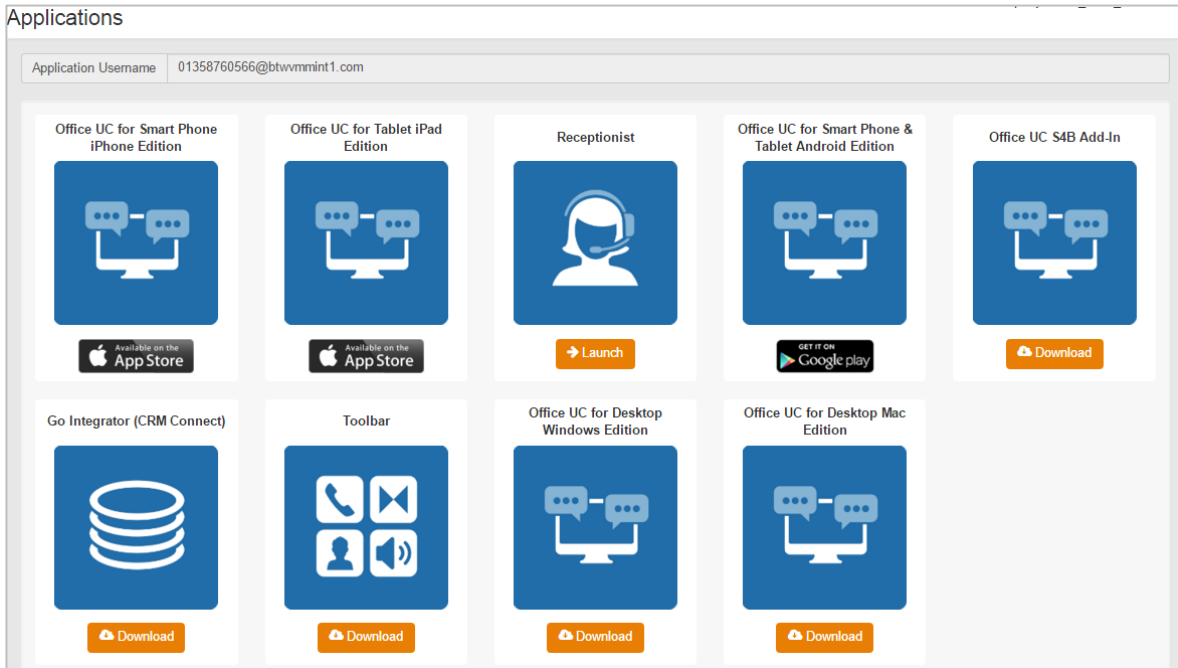 Applications
Application Username 01358760566@btwvmmint1.com
Office UC for Smart Phone
iPhone Edition
Available on the
App Store
Office UC for Tablet iPad
Edition
Available on the
App Store
Receptionist
Launch
Office UC for Smart Phone &
Tablet Android Edition
GET IT ON
Google play
Office UC S4B Add-In
Download
Go Integrator (CRM Connect)
Download
Toolbar
Download
Office UC for Desktop
Windows Edition
Download
Office UC for Desktop Mac
Edition
Download